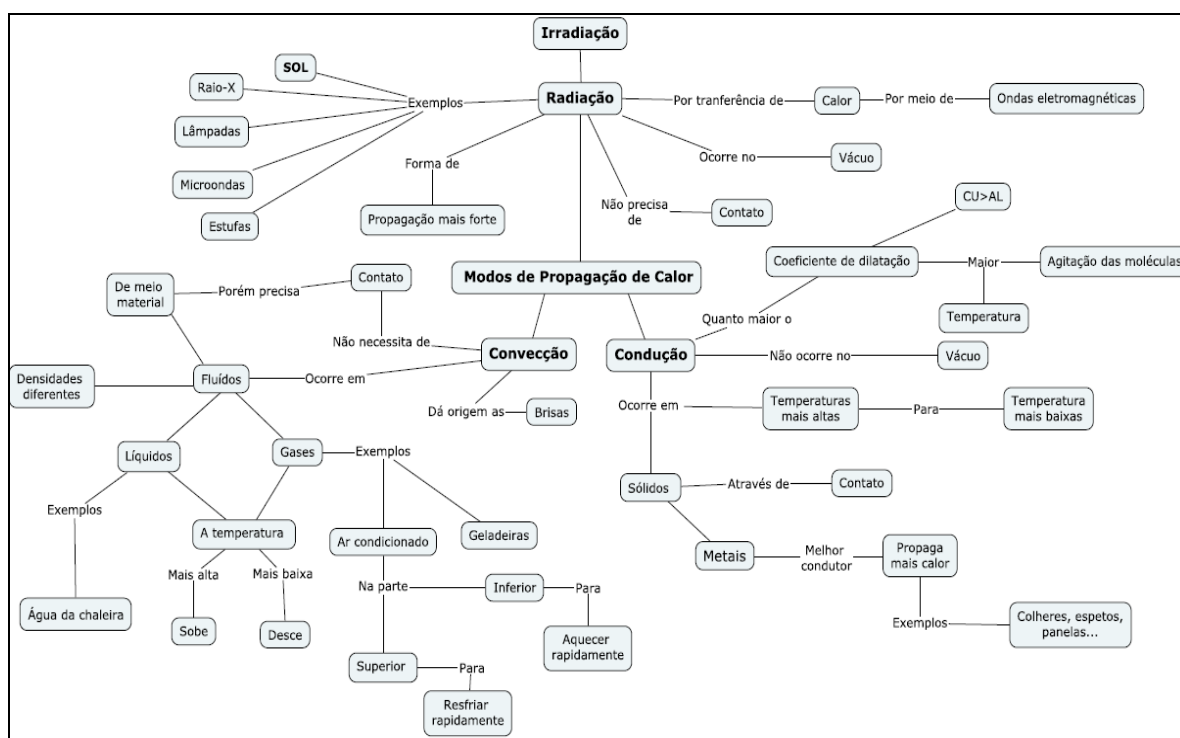 Irradiação
SOL
Raio-X
Exemplos
Radiação
Por tranferência de
Calor
Por meio de
Ondas eletromagnéticas
Lâmpadas
Microondas
Estufas
Forma de
Propagação mais forte
Ocorre no
Vácuo
Não precisa
de
Contato
CU>AL
Modos de Propagação de Calor
Coeficiente de dilatação
Maior
Agitação das moléculas
Temperatura
Quanto maior o
De meio
material
Porém precisa
Contato
Não necessita de
Convecção
Condução
Não ocorre no
Vácuo
Densidades
diferentes
Fluídos
Ocorre em
Dá origem as
Brisas
Ocorre em
Temperaturas
mais altas
Para
Temperatura
mais baixas
Líquidos
Gases
Exemplos
Sólidos
Através de
Contato
Exemplos
A temperatura
Ar condicionado
Geladeiras
Metais
Melhor
condutor
Propaga
mais calor
Mais alta
Mais baixa
Na parte
Inferior
Para
Água da chaleira
Sobe
Desce
Aquecer
rapidamente
Exemplos
Colheres, espetos,
panelas...
Superior
Para
Resfriar
rapidamente